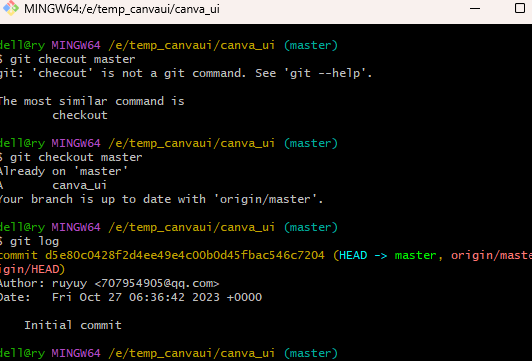 MINGW64:/e/temp_canvaui/canva_ui
dell@ry MINGW64 /e/temp_canvaui/canva_ui (master)
$ git checout master
git: 'checout' is not a git command. See 'git --help'.
The most similar command is
checkout
dell@ry MINGW64 /e/temp_canvaui/canva_ui (master)
$ git checkout master
Already on 'master'
A canva_ui
Your branch is up to date with 'origin/master'.
dell@ry MINGW64 /e/temp_canvaui/canva_ui (master)
$ git log
commit d5e80c0428f2d4ee49e4c00b0d45fbac546c7204 (HEAD -> master, origin/maste
igin/HEAD)
Author: ruyuy <707954905@qq.com>
Date: Fri Oct 27 06:36:42 2023 +0000
Initial commit
dell@ry MINGW64 /e/temp_canvaui/canva_ui (master)